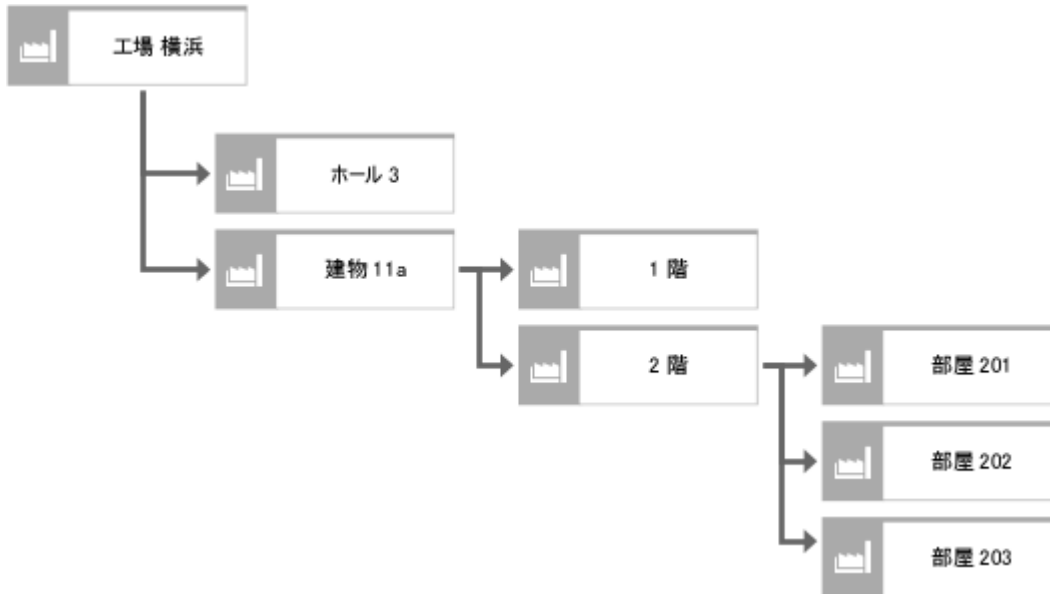 工場 横浜
ホール 3
建物 11a
1 階
2 階
部屋 201
部屋 202
部屋 203